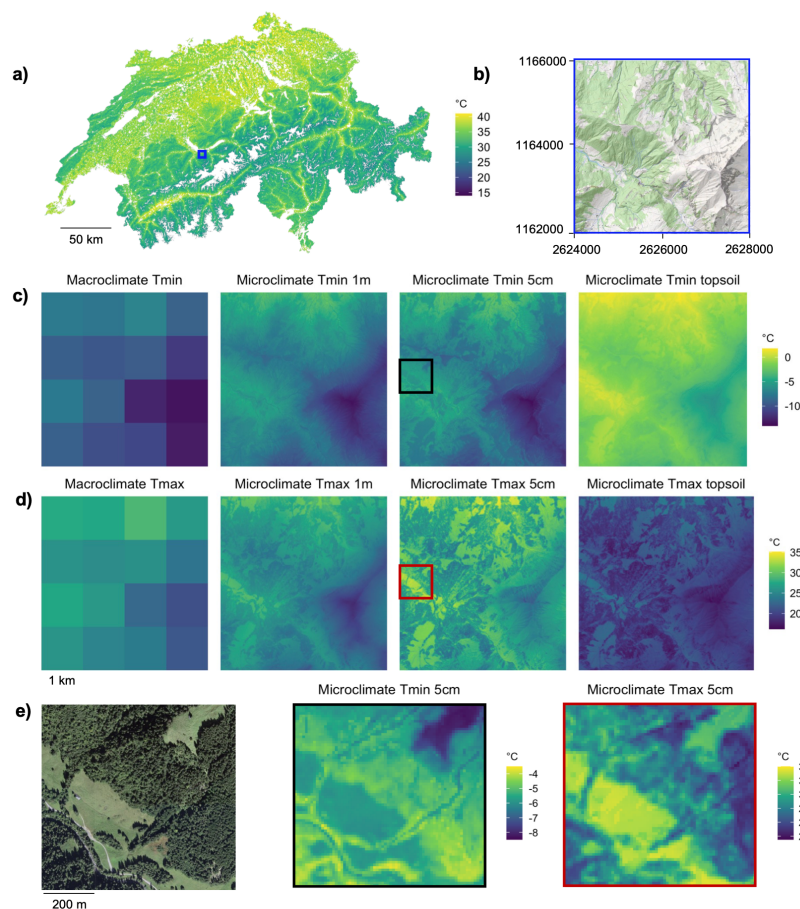 a)
°C
40
35
30
25
20
15
50 km
b)
1166000
1164000
1162000
2624000
2626000
2628000
Macroclimate Tmin
Microclimate Tmin 1m
Microclimate Tmin 5cm
Microclimate Tmin topsoil
c)
°C
0
-5
-10
Macroclimate Tmax
Microclimate Tmax 1m
Microclimate Tmax 5cm
Microclimate Tmax topsoil
d)
°C
35
30
25
20
1 km
Microclimate Tmin 5cm
Microclimate Tmax 5cm
e)
°C
-4
-5
-6
-7
-8
°C
200 m